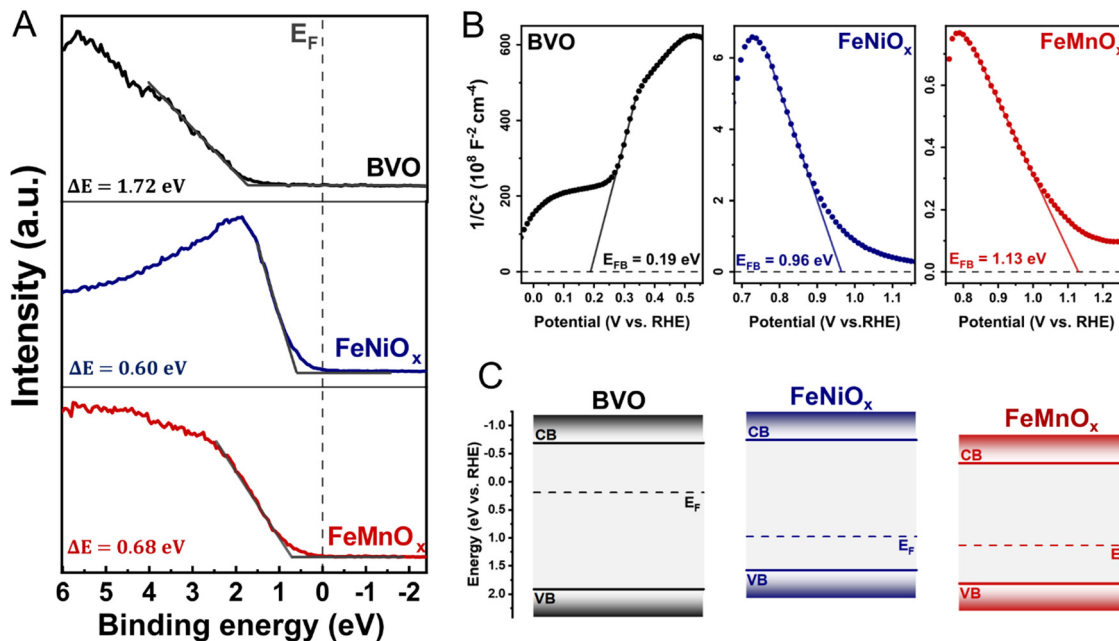 A
E_F
BVO
ΔE = 1.72 eV
FeNiOₓ
ΔE = 0.60 eV
FeMnOₓ
ΔE = 0.68 eV
Intensity (a.u.)
6 5 4 3 2 1 0 -1 -2
Binding energy (eV)
B
BVO
1/C² (10⁸ F⁻² cm⁻⁴)
600
400
200
0
E_FB = 0.19 eV
0.0 0.1 0.2 0.3 0.4 0.5
Potential (V vs. RHE)
FeNiOₓ
6
4
2
0
E_FB = 0.96 eV
0.7 0.8 0.9 1.0 1.1
Potential (V vs.RHE)
FeMnOₓ
0.6
0.4
0.2
0.0
E_FB = 1.13 eV
0.8 0.9 1.0 1.1 1.2
Potential (V vs. RHE)
C
Energy (eV vs. RHE)
-1.0
-0.5
0.0
0.5
1.0
1.5
2.0
BVO
CB
E_F
VB
FeNiOₓ
CB
E_F
VB
FeMnOₓ
CB
E
VB